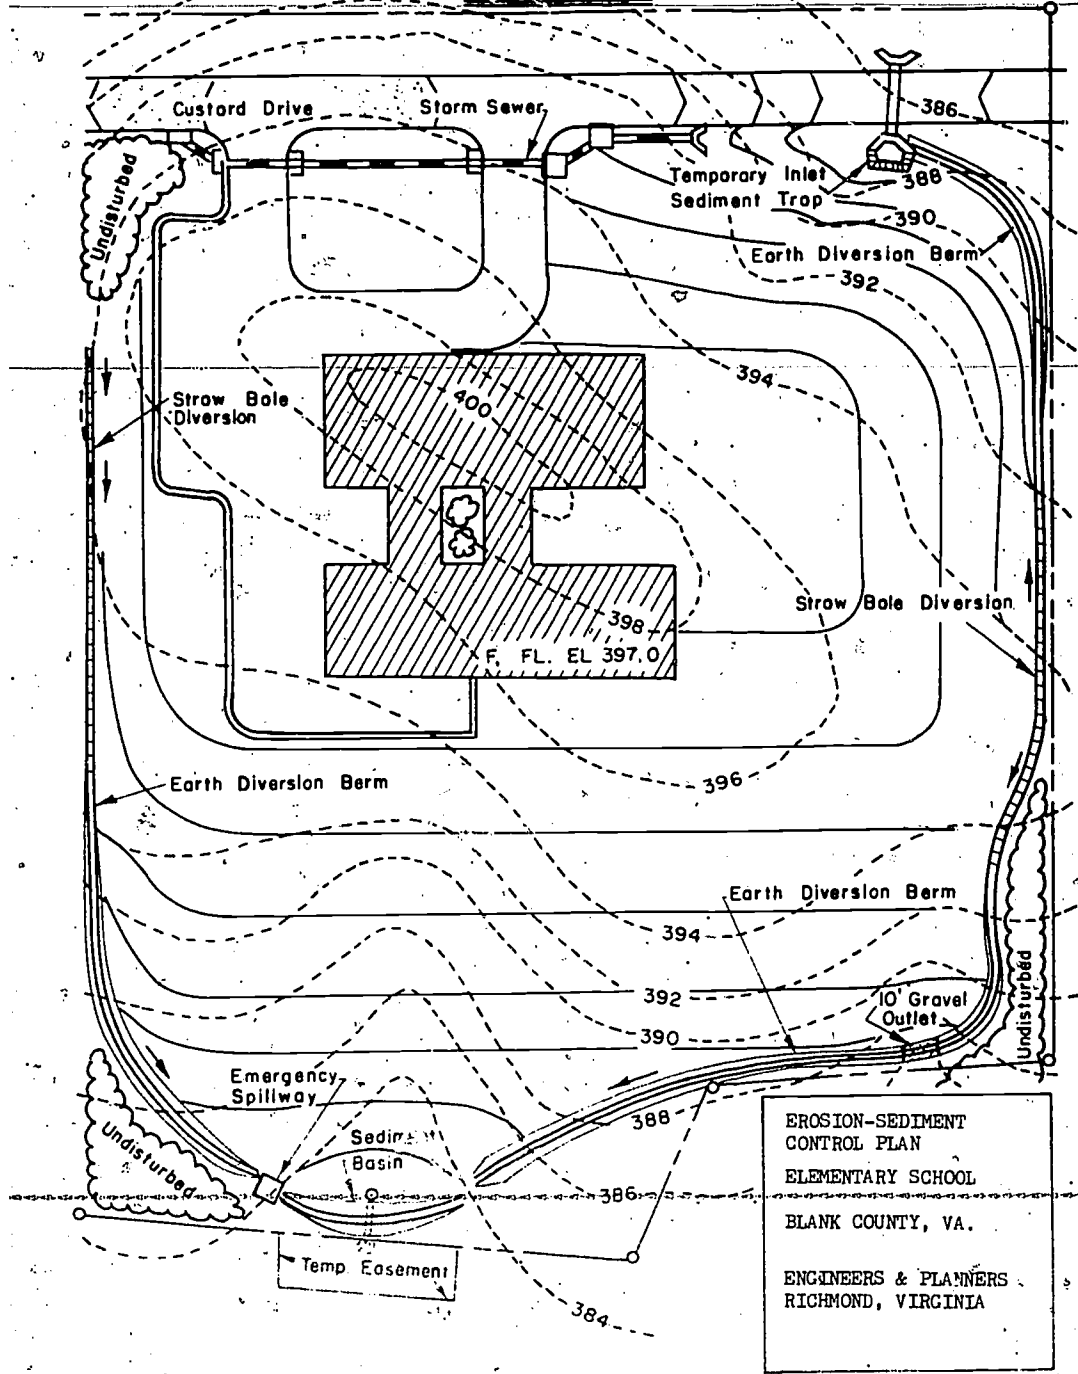 386
Custard Drive
Storm Sewer
Undisturbed
Temporary Inlet
Sediment Trap
388
390
Earth Diversion Berm
392
394
400
Straw Bale
Diversion
Straw Bale Diversion
398
F. FL. EL 397.0
396
Earth Diversion Berm
Earth Diversion Berm
394
392
10' Gravel
Outlet
Undisturbed
390
Emergency
Spillway
388
Undisturbed
Sediment
Basin
386
Temp. Easement
384
EROSION-SEDIMENT
CONTROL PLAN
ELEMENTARY SCHOOL
BLANK COUNTY, VA.
ENGINEERS & PLANNERS
RICHMOND, VIRGINIA